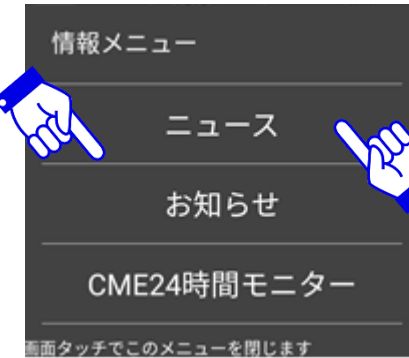 情報メニュー
ニュース
お知らせ
CME24時間モニター
画面タッチでこのメニューを閉じます